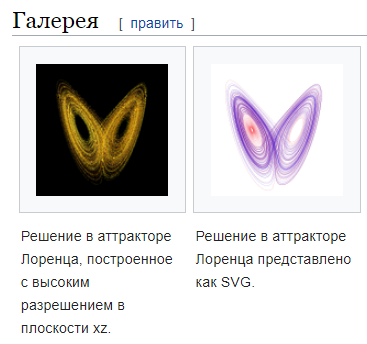 Галерея [ править ]
Решение в аттракторе
Лоренца, построенное
с высоким
разрешением в
плоскости xz.
Решение в аттракторе
Лоренца представлено
как SVG.